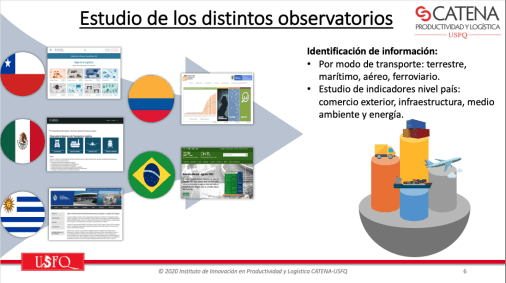 Estudio de los distintos observatorios
CATENA
PRODUCTIVIDAD Y LOGÍSTICA
USFQ
Identificación de información:
• Por modo de transporte: terrestre,
marítimo, aéreo, ferroviario.
• Estudio de indicadores nivel país:
comercio exterior, infraestructura, medio
ambiente y energía.
USFQ
© 2020 Instituto de Innovación en Productividad y Logística CATENA-USFQ
6